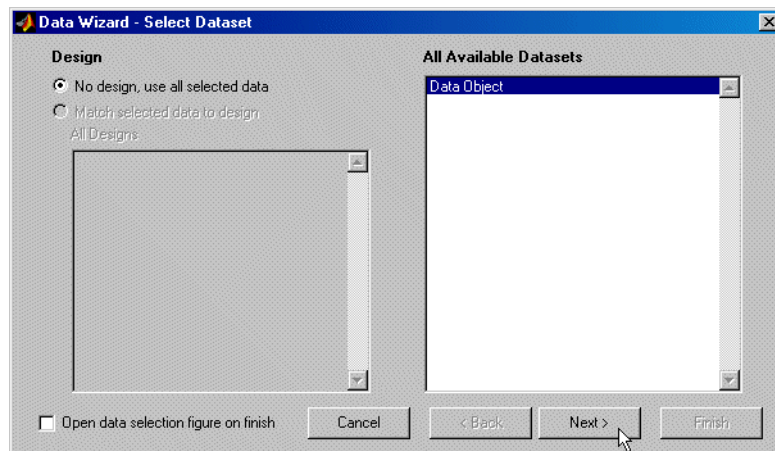 Data Wizard - Select Dataset
Design
No design, use all selected data
Match selected data to design
All Designs
All Available Datasets
Data Object
Open data selection figure on finish
Cancel
< Back
Next >
Finish